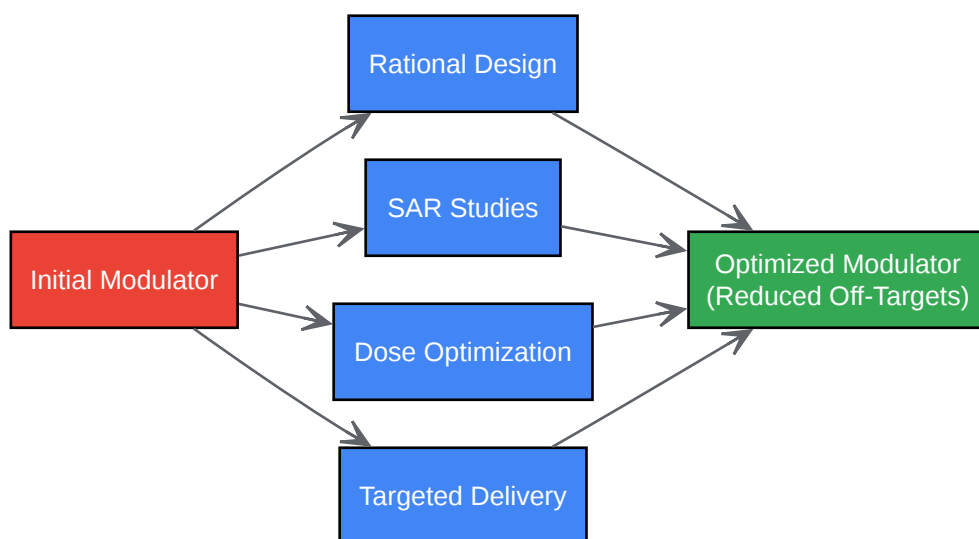 Rational Design
SAR Studies
Initial Modulator
Optimized Modulator
(Reduced Off-Targets)
Dose Optimization
Targeted Delivery